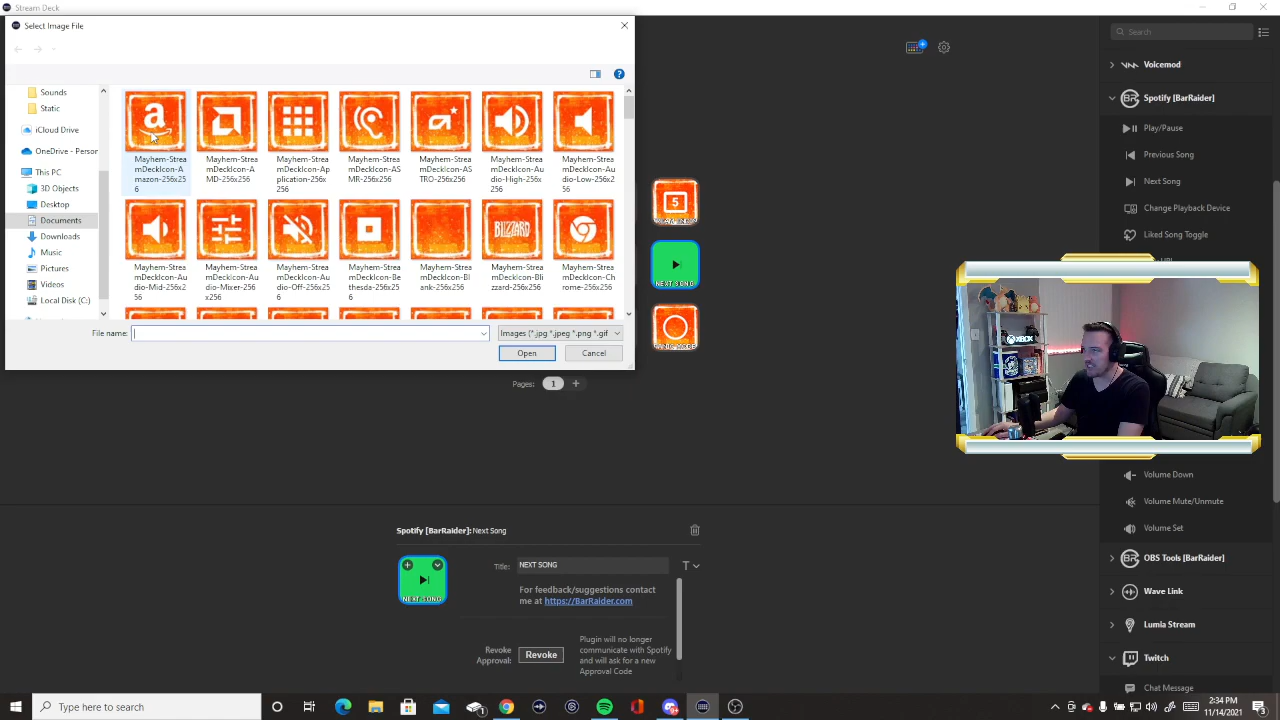 Stream Deck
Select Image File
Search
Sounds
Static
iCloud Drive
OneDrive - Person
This PC
3D Objects
Desktop
Documents
Downloads
Music
Pictures
Videos
Local Disk (C:)
Mayhem-StreamDeckIcon-Amazon-256x256
Mayhem-StreamDeckIcon-AMD-256x256
Mayhem-StreamDeckIcon-Application-256x256
Mayhem-StreamDeckIcon-ASMR-256x256
Mayhem-StreamDeckIcon-ASTRO-256x256
Mayhem-StreamDeckIcon-Audio-High-256x256
Mayhem-StreamDeckIcon-Audio-Low-256x256
BLIZZARD
Mayhem-StreamDeckIcon-Audio-Mid-256x256
Mayhem-StreamDeckIcon-Audio-Mixer-256x256
Mayhem-StreamDeckIcon-Audio-Off-256x256
Mayhem-StreamDeckIcon-Bethesda-256x256
Mayhem-StreamDeckIcon-Blank-256x256
Mayhem-StreamDeckIcon-Blizzard-256x256
Mayhem-StreamDeckIcon-Chrome-256x256
File name:
Images (*.jpg *.jpeg *.png *.gif
Open
Cancel
5
NEXT SONG
Pages:
1
+
Voicemod
Spotify [BarRaider]
Play/Pause
Previous Song
Next Song
Change Playback Device
Liked Song Toggle
XBOX
Volume Down
Volume Mute/Unmute
Volume Set
OBS Tools [BarRaider]
Wave Link
Lumia Stream
Twitch
Chat Message
Spotify [BarRaider]: Next Song
NEXT SONG
Title:
NEXT SONG
T
For feedback/suggestions contact
me at https://BarRaider.com
Revoke
Approval:
Revoke
Plugin will no longer
communicate with Spotify
and will ask for a new
Approval Code
Type here to search
2:34 PM
11/14/2021